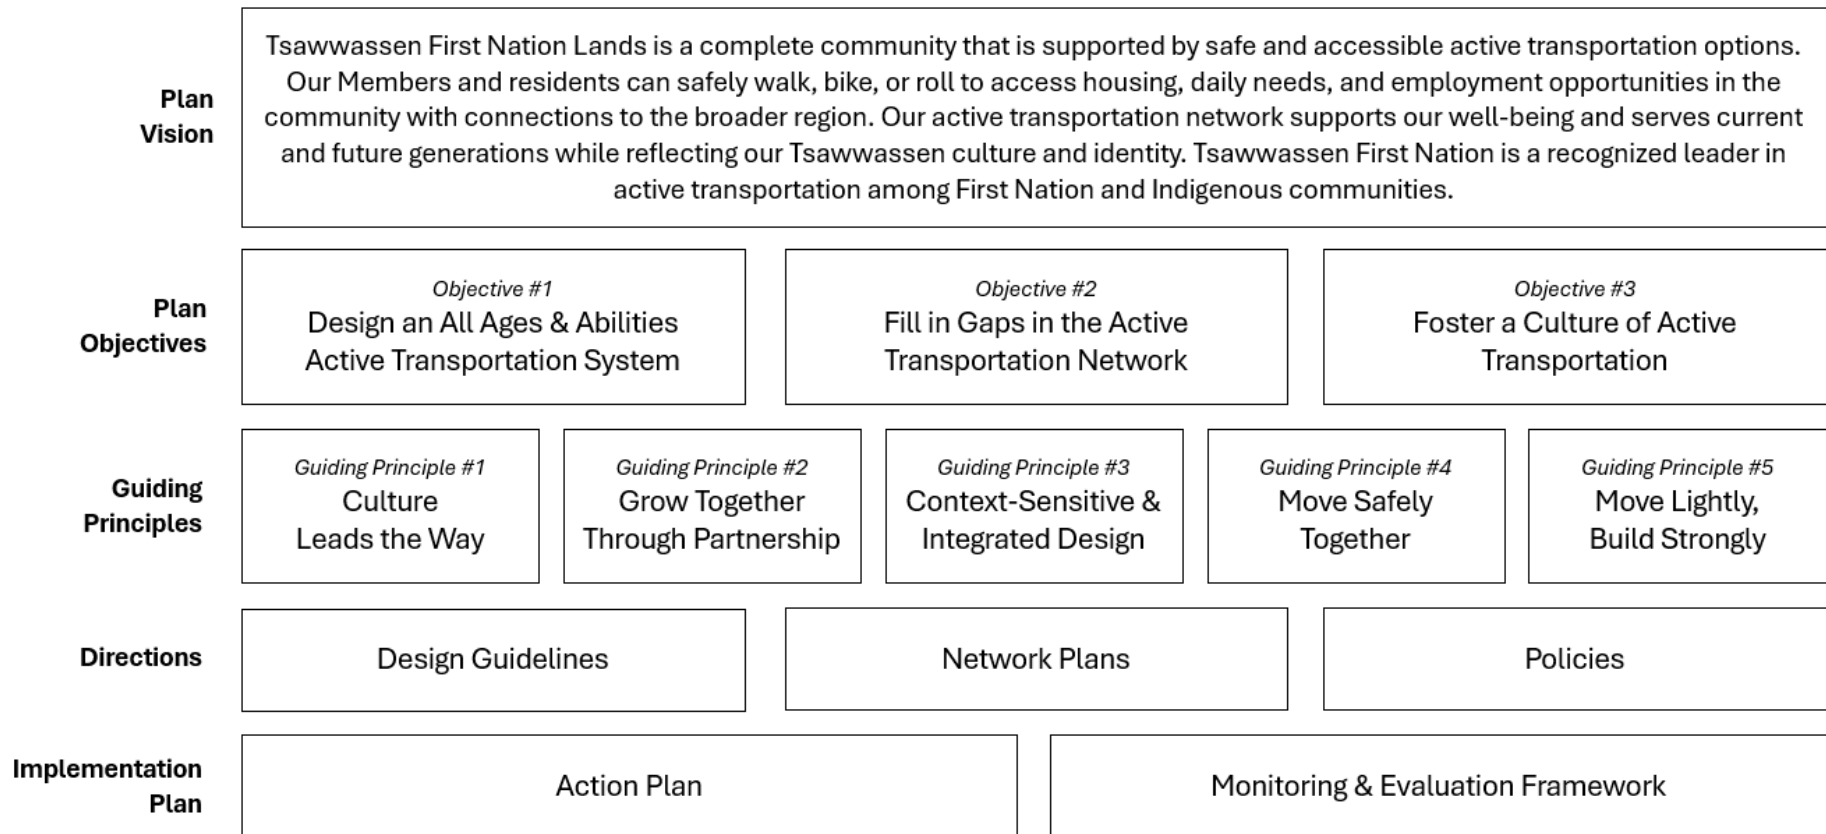 Plan
Vision
Tsawwassen First Nation Lands is a complete community that is supported by safe and accessible active transportation options.
Our Members and residents can safely walk, bike, or roll to access housing, daily needs, and employment opportunities in the
community with connections to the broader region. Our active transportation network supports our well-being and serves current
and future generations while reflecting our Tsawwassen culture and identity. Tsawwassen First Nation is a recognized leader in
active transportation among First Nation and Indigenous communities.
Plan
Objectives
Objective #1
Design an All Ages & Abilities
Active Transportation System
Objective #2
Fill in Gaps in the Active
Transportation Network
Objective #3
Foster a Culture of Active
Transportation
Guiding
Principles
Guiding Principle #1
Culture
Leads the Way
Guiding Principle #2
Grow Together
Through Partnership
Guiding Principle #3
Context-Sensitive &
Integrated Design
Guiding Principle #4
Move Safely
Together
Guiding Principle #5
Move Lightly,
Build Strongly
Directions
Design Guidelines
Network Plans
Policies
Implementation
Plan
Action Plan
Monitoring & Evaluation Framework